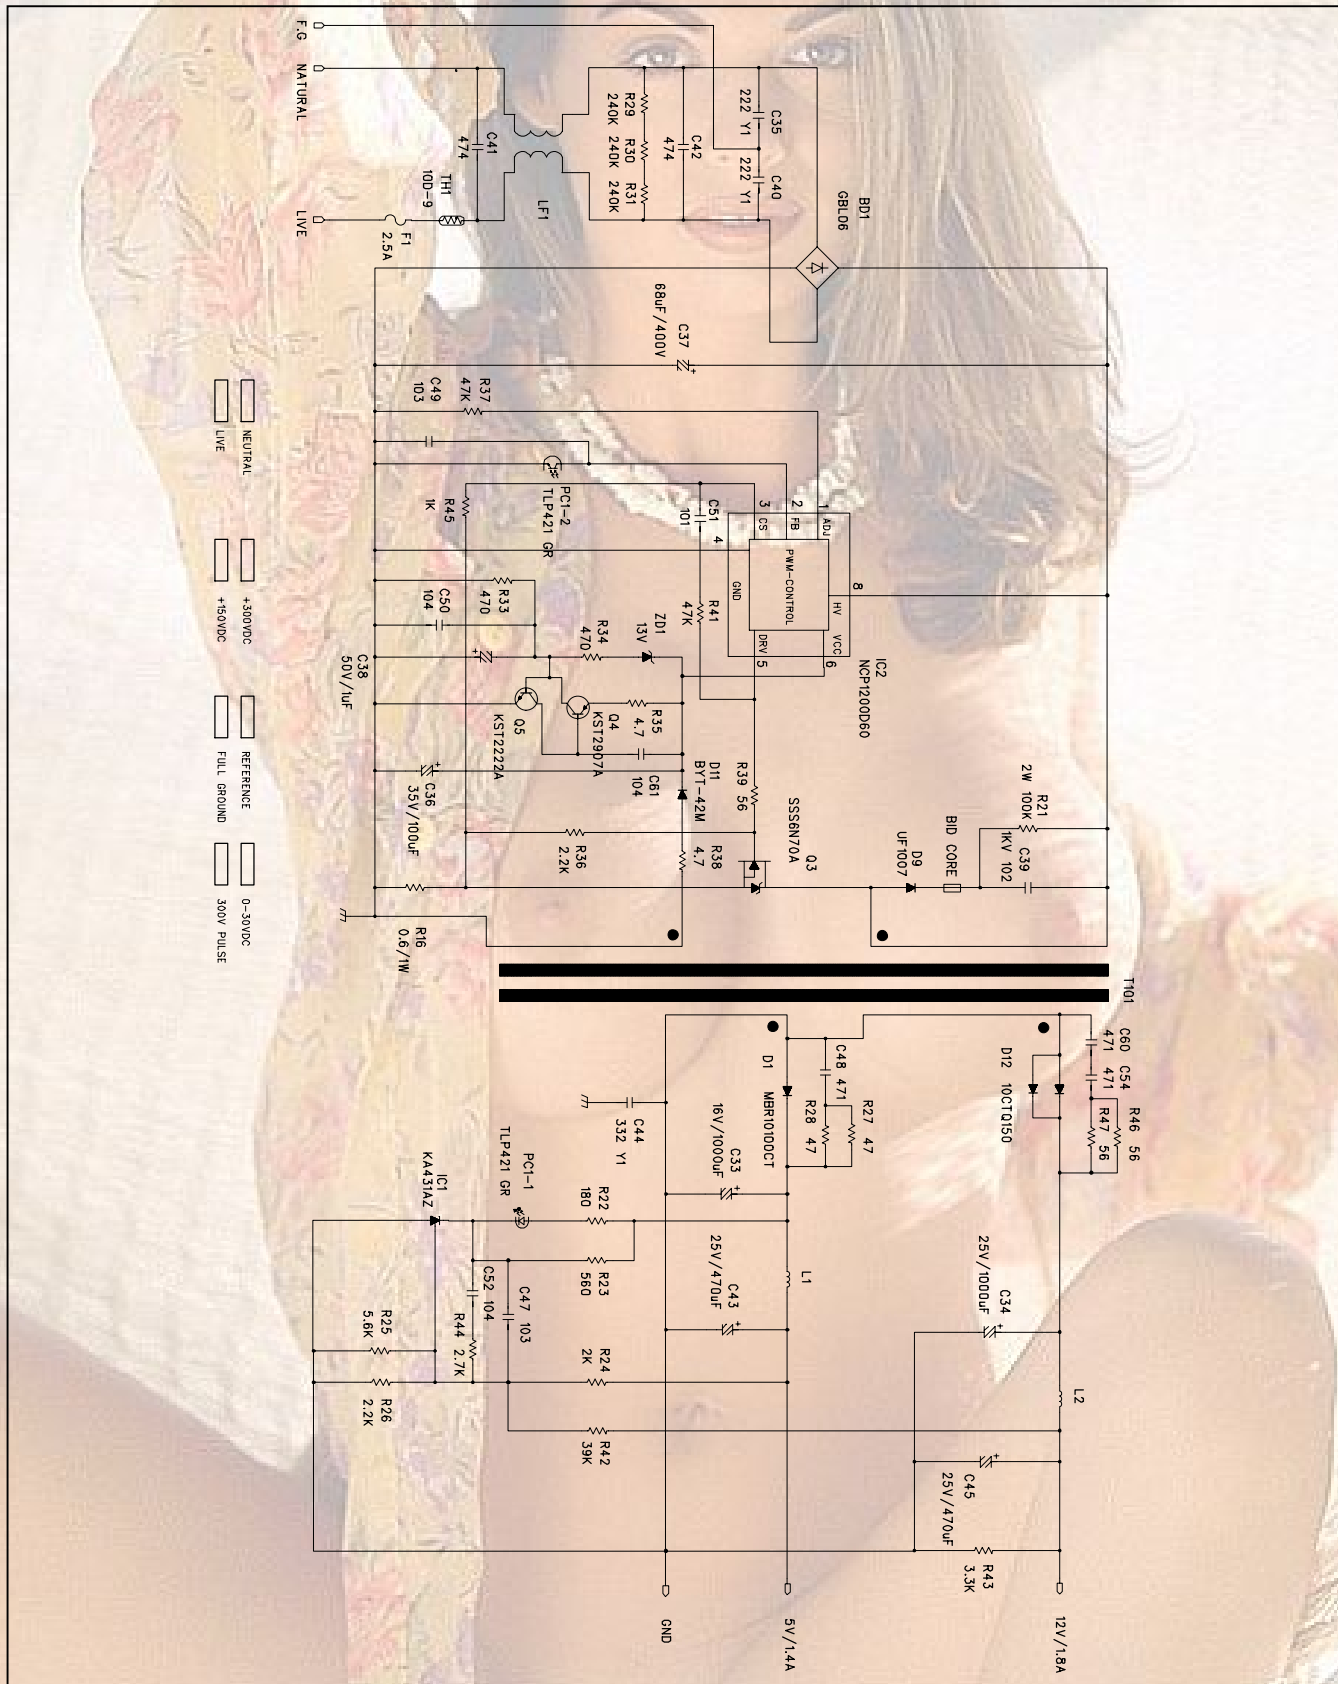 F.G
NATURAL
LIVE
F1
2.5A
TH1
10D-9
C41
474
LF1
R29
240K
R30
240K
R31
240K
C42
474
C35
222 Y1
C40
222 Y1
BD1
GBL06
C37
68uF/400V
R37
47K
C49
103
PC1-2
TLP421 GR
R45
1K
C51
101
1 ADJ
2 FB
3 CS
4 GND
PWM-CONTROL
8 HV
VCC 6
DRV 5
IC2
NCP1200D60
R41
47K
R33
470
C50
104
C38
50V/1uF
R34
470
ZD1
13V
Q5
KST2222A
Q4
KST2907A
R35
4.7
C61
104
D11
BYT-42M
C36
35V/100uF
R39 56
R36
2.2K
R38
4.7
Q3
SSS6N70A
D9
UF1007
BID CORE
R21
2W 100K
C39
1KV 102
R16
0.6/1W
T101
NEUTRAL
LIVE
+300VDC
+150VDC
REFERENCE
FULL GROUND
0-30VDC
300V PULSE
C60
471
C54
471
R46 56
R47 56
D12 10CTQ150
D1 MBR10100CT
C48 471
R27 47
R28 47
C44
332 Y1
C33
16V/1000uF
PC1-1
TLP421 GR
IC1
KA431AZ
R22
180
R23
560
C43
25V/470uF
L1
C34
25V/1000uF
C52 104
C47 103
R44 2.7K
R25
5.6K
R26
2.2K
R24
2K
R42
39K
L2
C45
25V/470uF
R43
3.3K
GND
5V/1.4A
12V/1.8A